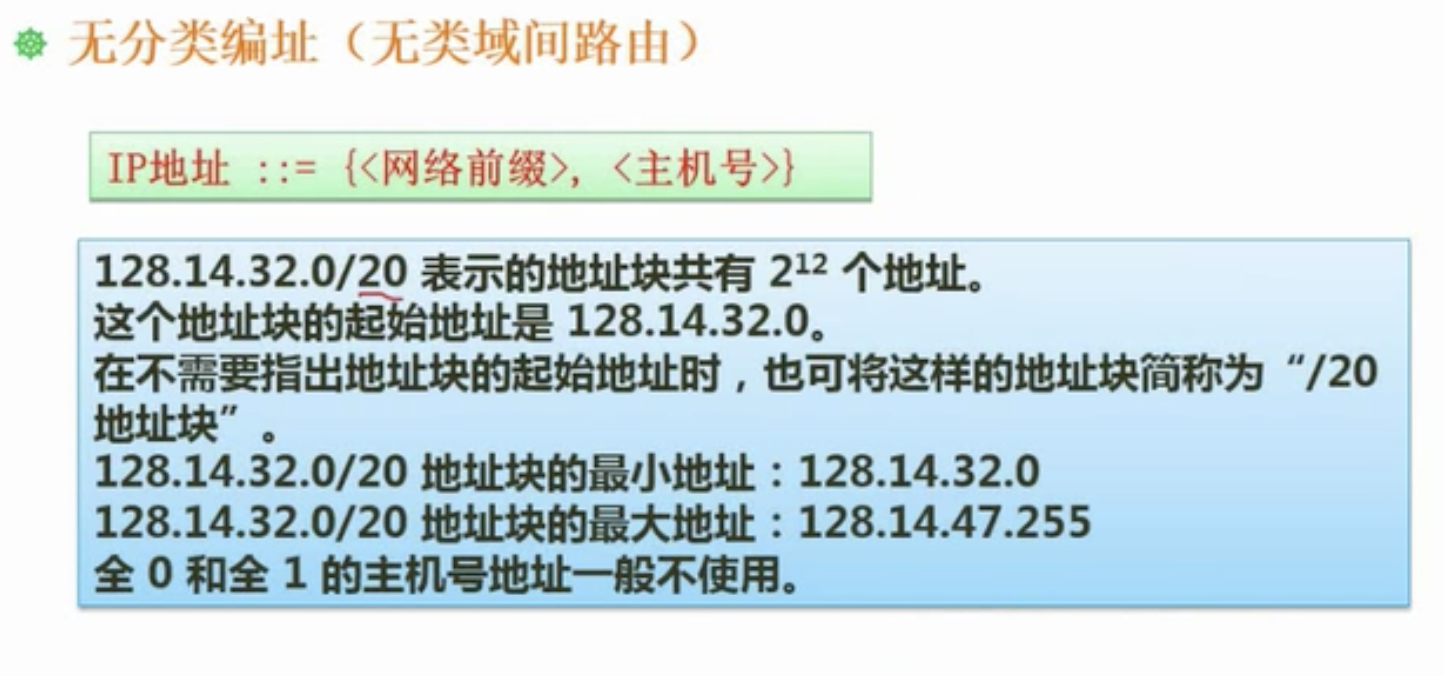 无分类编址（无类域间路由）
IP地址 ::= {<网络前缀>, <主机号>}
128.14.32.0/20 表示的地址块共有 2¹² 个地址。
这个地址块的起始地址是 128.14.32.0。
在不需要指出地址块的起始地址时，也可将这样的地址块简称为“/20
地址块”。
128.14.32.0/20 地址块的最小地址：128.14.32.0
128.14.32.0/20 地址块的最大地址：128.14.47.255
全 0 和全 1 的主机号地址一般不使用。